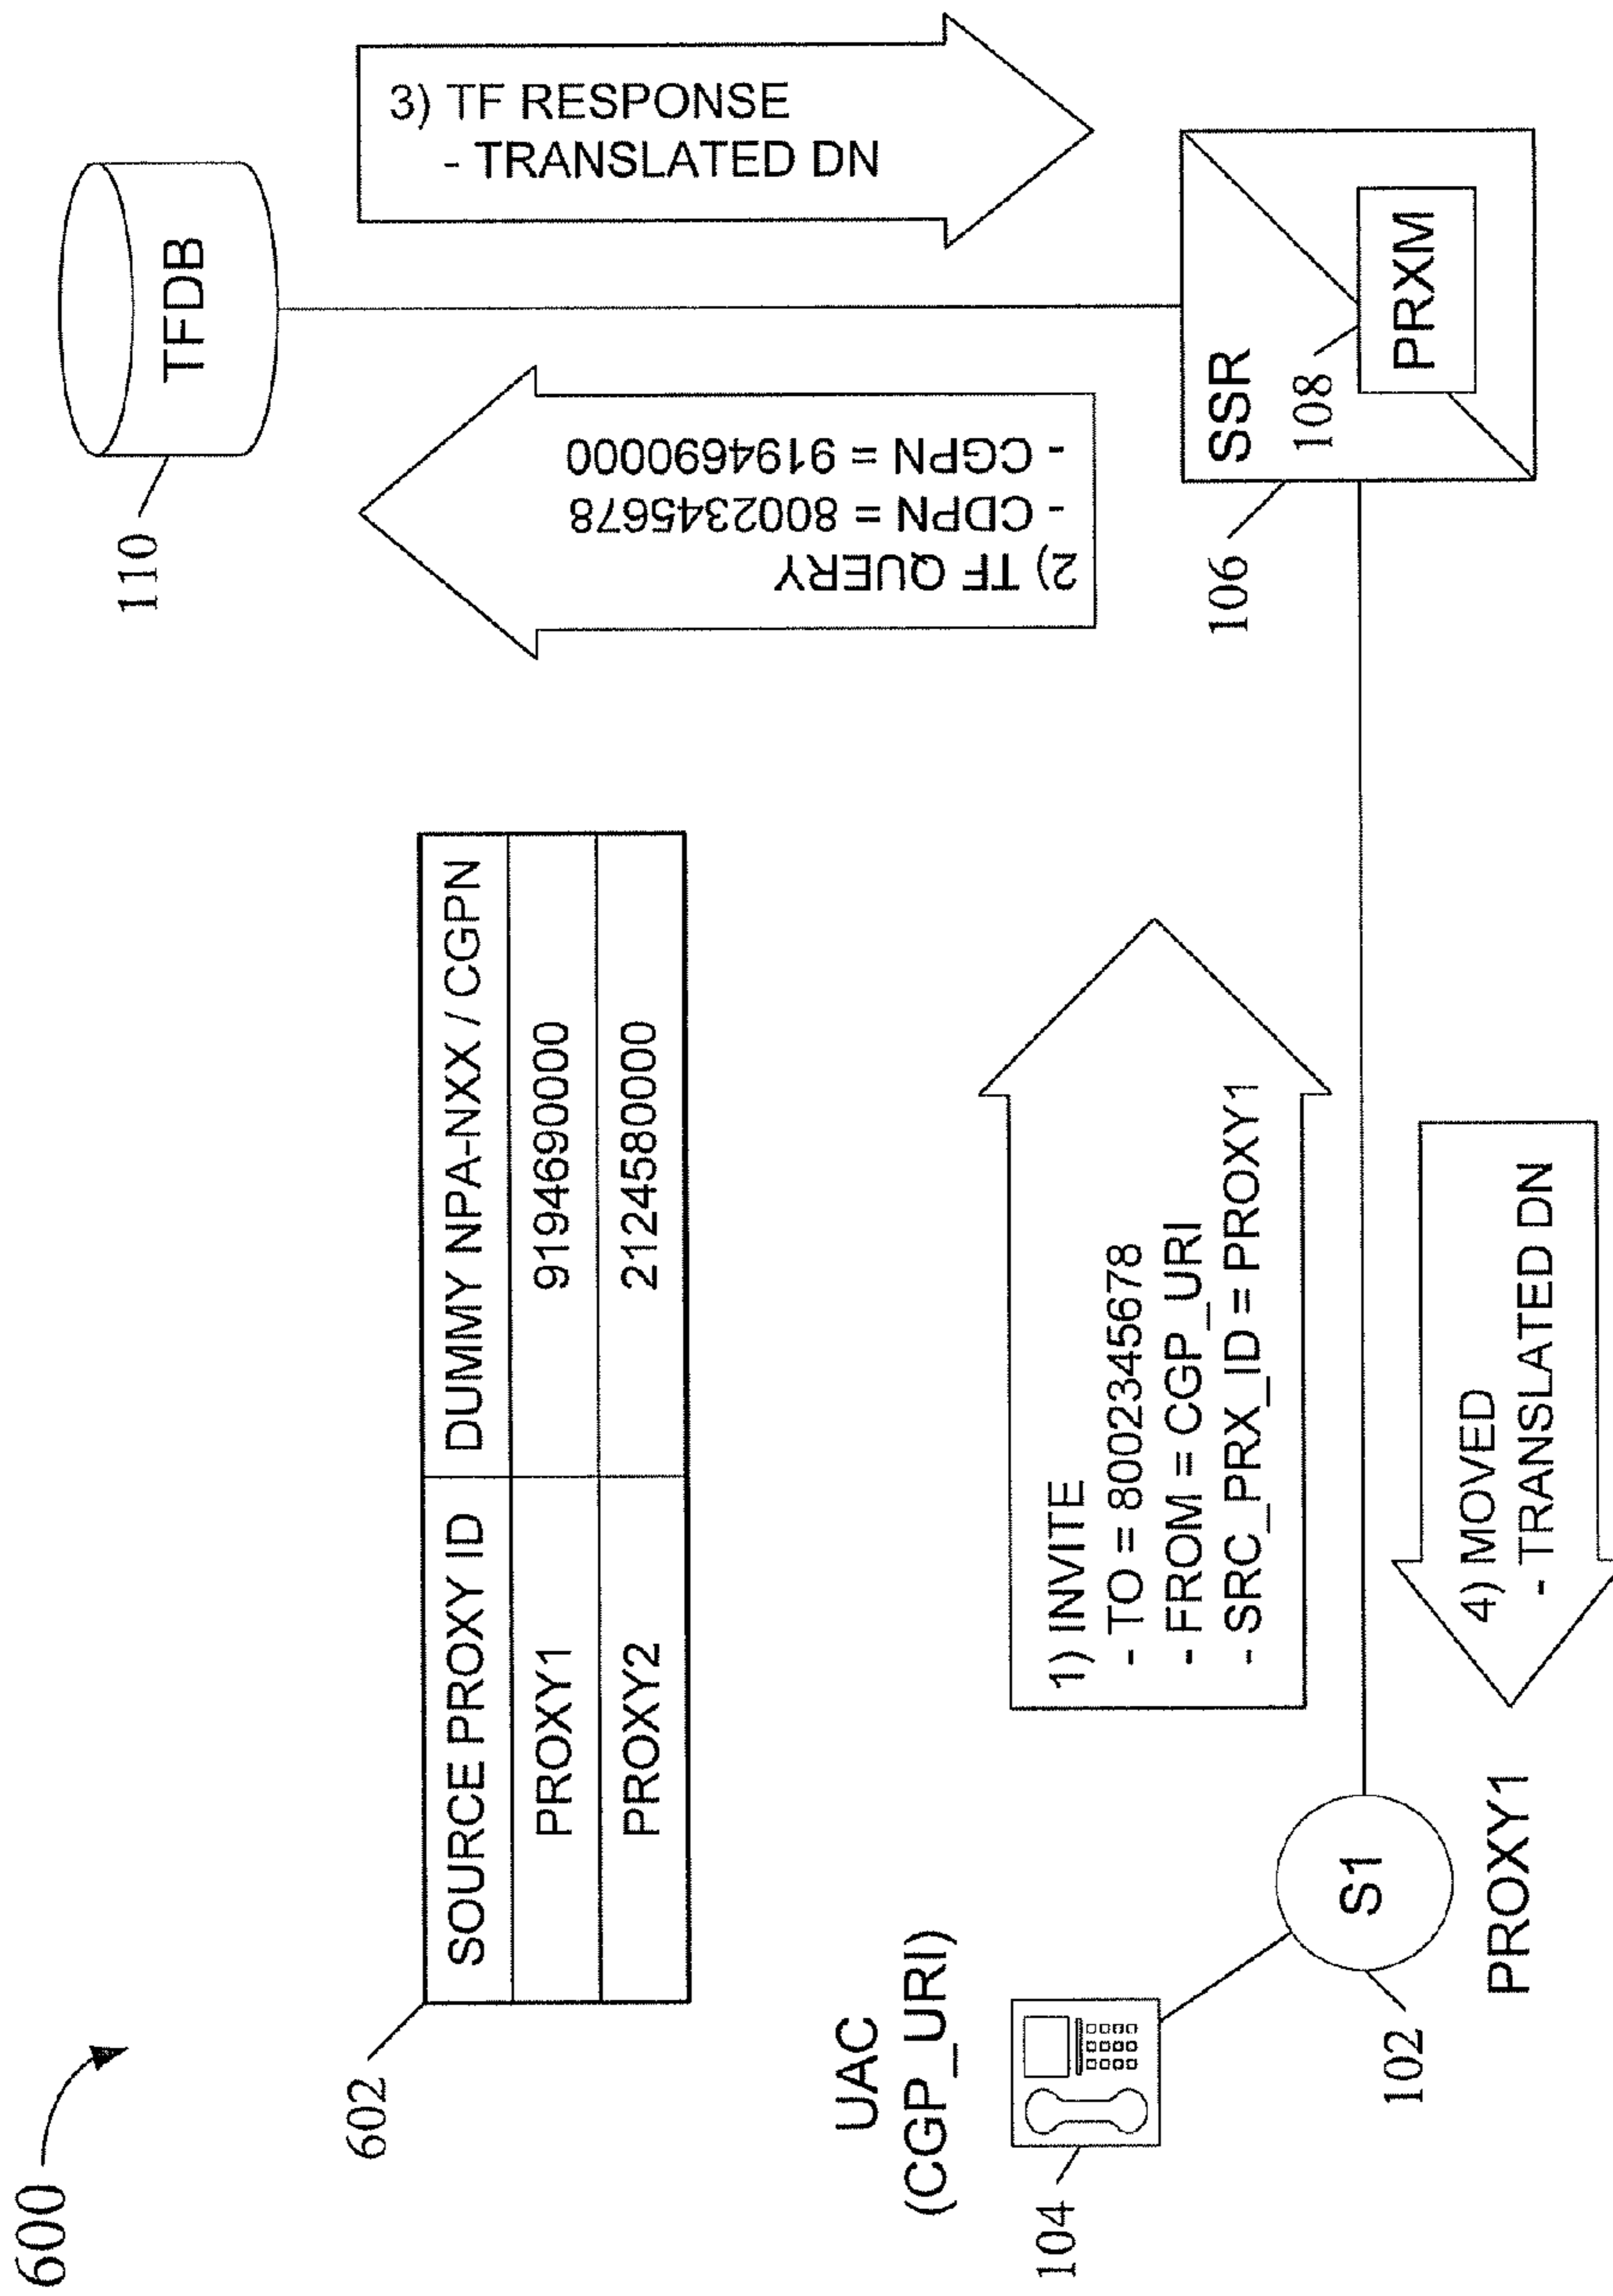 600
602
SOURCE PROXY ID DUMMY NPA-NXX / CGPN
PROXY1 9194690000
PROXY2 2124580000
110
TFDB
2) TF QUERY
- CDPN = 8002345678
- CGPN = 9194690000
3) TF RESPONSE
- TRANSLATED DN
UAC
(CGP_URI)
104
1) INVITE
- TO = 8002345678
- FROM = CGP_URI
- SRC_PRX_ID = PROXY1
106
SSR
108
PRXM
S1
102
PROXY1
4) MOVED
- TRANSLATED DN